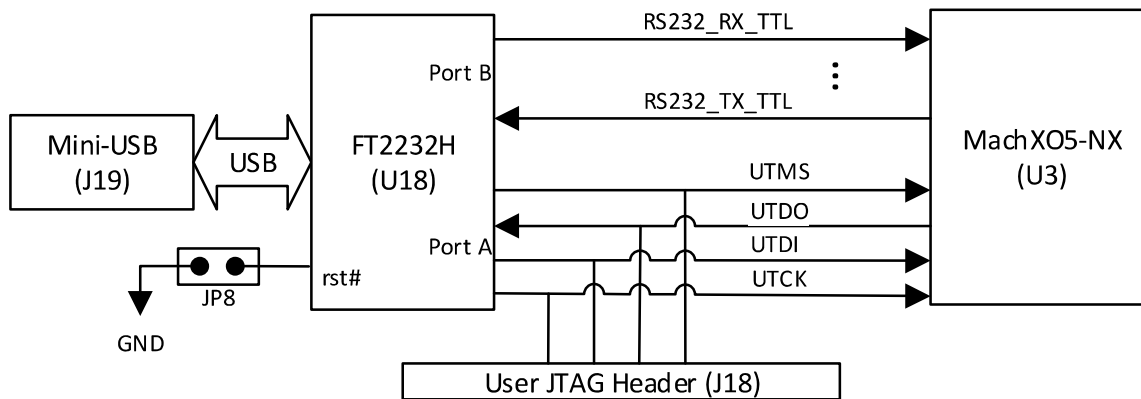 RS232_RX_TTL
Port B
⋮
RS232_TX_TTL
Mini-USB
(J19)
USB
FT2232H
(U18)
MachXO5-NX
(U3)
UTMS
UTDO
Port A
UTDI
rst#
UTCK
JP8
GND
User JTAG Header (J18)